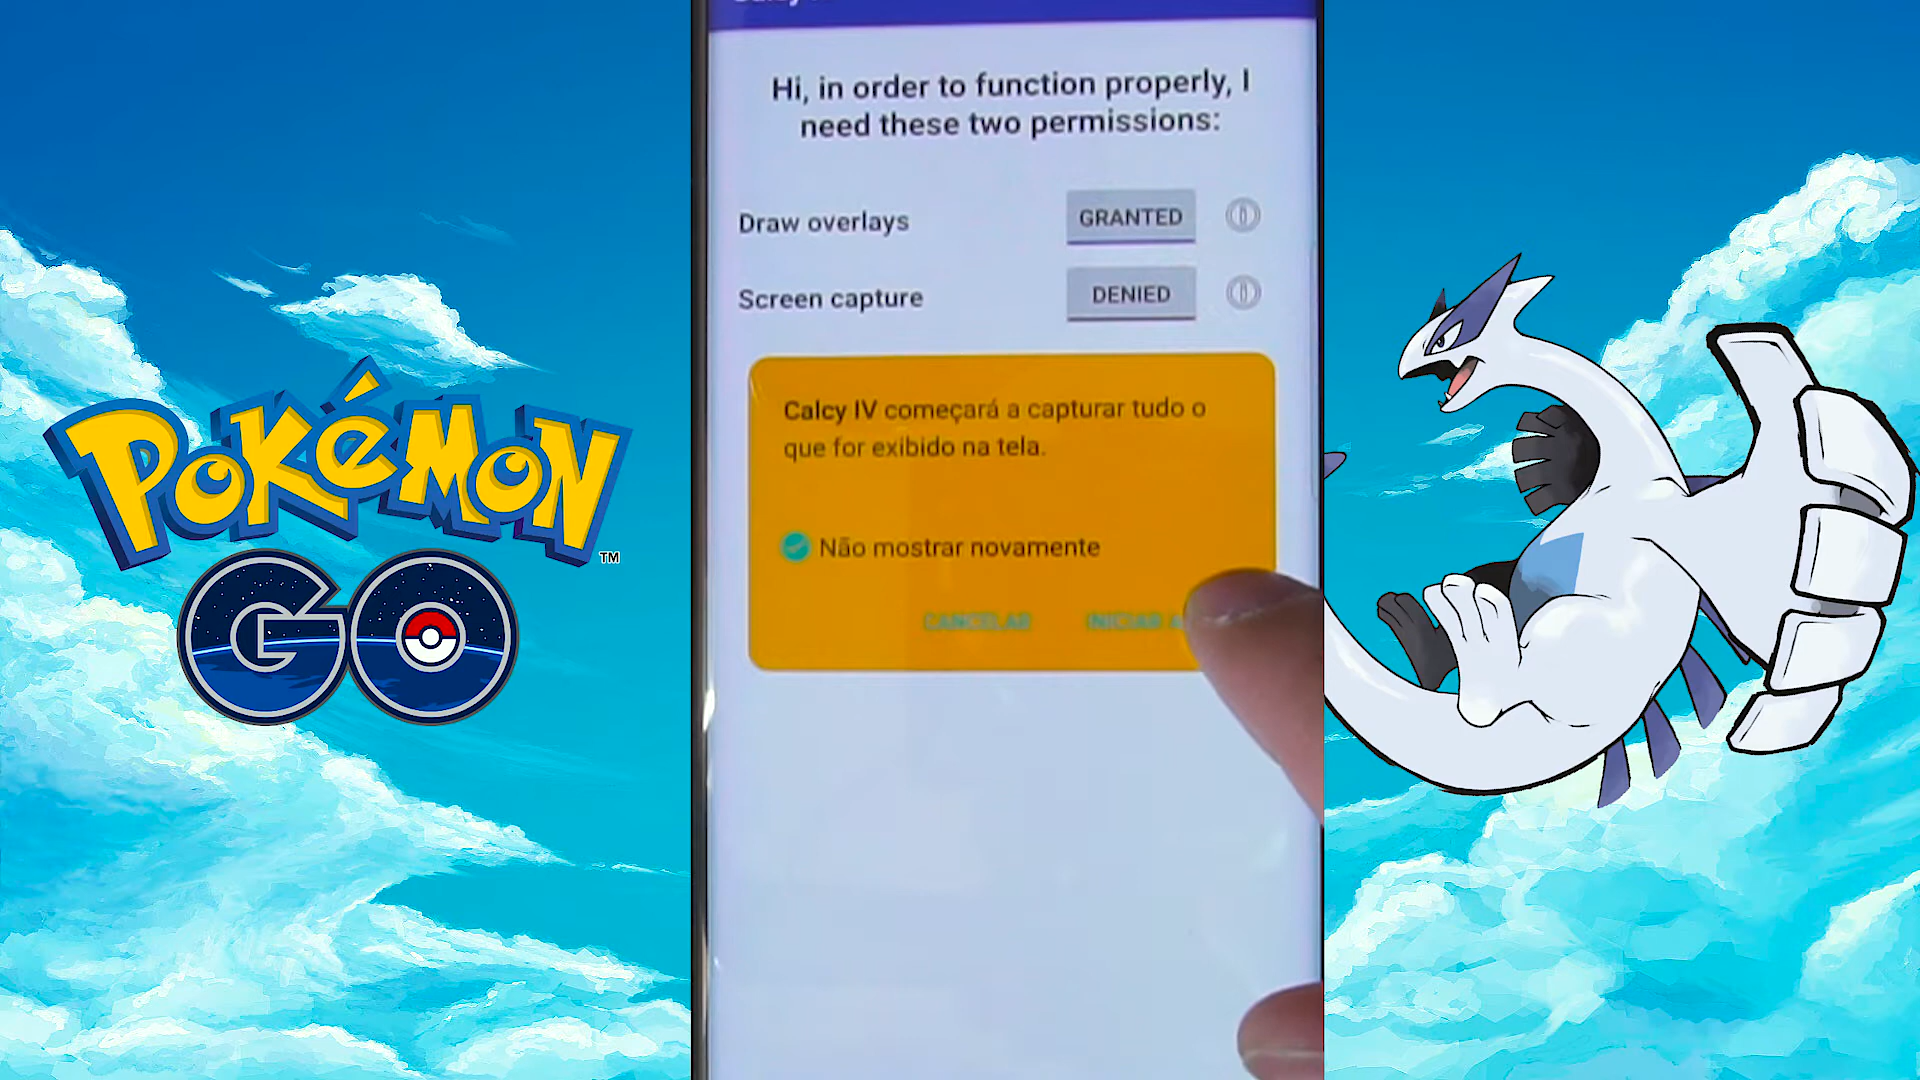 Hi, in order to function properly, I
need these two permissions:
Draw overlays
GRANTED
Screen capture
DENIED
Calcy IV começará a capturar tudo o
que for exibido na tela.
Não mostrar novamente
CANCELAR
INICIAR
POKÉMON
TM
GO